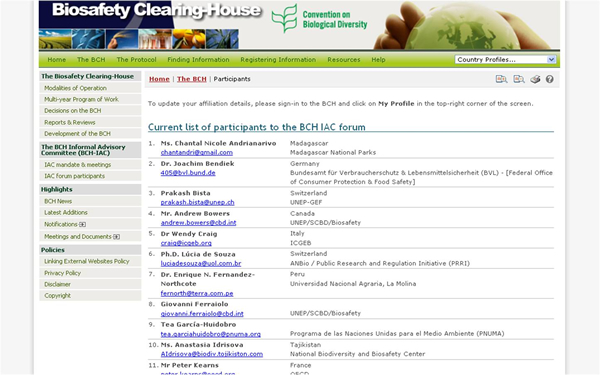 Biosafety Clearing-House
Convention on
Biological Diversity
Home The BCH The Protocol Finding Information Registering Information Resources Help Country Profiles...
The Biosafety Clearing-House
Modalities of Operation
Multi-year Program of Work
Decisions on the BCH
Reports & Reviews
Development of the BCH
The BCH Informal Advisory
Committee (BCH-IAC)
IAC mandate & meetings
IAC forum participants
Highlights
BCH News
Latest Additions
Notifications
Meetings and Documents
Policies
Linking External Websites Policy
Privacy Policy
Disclaimer
Copyright
Home | The BCH | Participants
To update your affiliation details, please sign-in to the BCH and click on My Profile in the top-right corner of the screen.
Current list of participants to the BCH IAC forum
1. Ms. Chantal Nicole Andrianarivo Madagascar
chantandri@gmail.com Madagascar National Parks
2. Dr. Joachim Bendiek Germany
405@bvl.bund.de Bundesamt für Verbraucherschutz & Lebensmittelsicherheit (BVL) - [Federal Office
of Consumer Protection & Food Safety]
3. Prakash Bista Switzerland
prakash.bista@unep.ch UNEP-GEF
4. Mr. Andrew Bowers Canada
andrew.bowers@cbd.int UNEP/SCBD/Biosafety
5. Dr Wendy Craig Italy
craig@icgeb.org ICGEB
6. Ph.D. Lúcia de Souza Switzerland
luciadesouza@uol.com.br ANBio / Public Research and Regulation Initiative (PRRI)
7. Dr. Enrique N. Fernandez- Peru
Northcote Universidad Nacional Agraria, La Molina
fernorth@terra.com.pe
8. Giovanni Ferraiolo
giovanni.ferraiolo@cbd.int UNEP/SCBD/Biosafety
9. Tea García-Huidobro
tea.garciahuidobro@pnuma.org Programa de las Naciones Unidas para el Medio Ambiente (PNUMA)
10. Ms. Anastasia Idrisova Tajikistan
AIdrisova@biodiv.tojikiston.com National Biodiversity and Biosafety Center
11. Mr Peter Kearns France
peter.kearns@oecd.org OECD